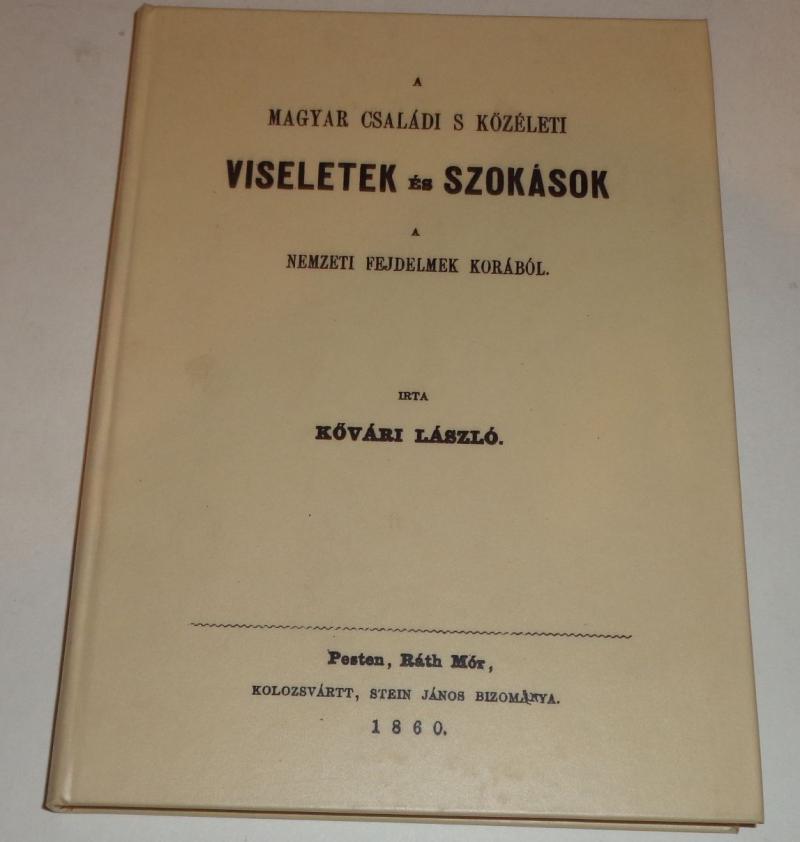 A
MAGYAR CSALÁDI S KÖZÉLETI
VISELETEK ÉS SZOKÁSOK
A
NEMZETI FEJDELMEK KORÁBÓL.
IRTA
KŐVÁRI LÁSZLÓ.
Pesten, Ráth Mór,
KOLOZSVÁRTT, STEIN JÁNOS BIZOMÁNYA.
1860.